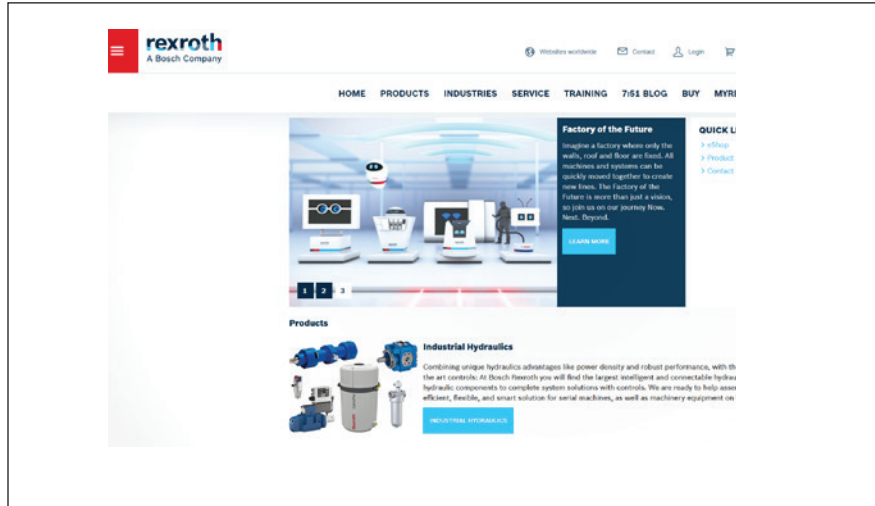 rexroth
A Bosch Company
Websites worldwide
Contact
Login
HOME PRODUCTS INDUSTRIES SERVICE TRAINING 7:51 BLOG BUY MYRE
Factory of the Future
Imagine a factory where only the
walls, roof and floor are fixed. All
machines and systems can be
quickly moved together to create
new lines. The Factory of the
Future is more than just a vision,
so join us on our journey Now.
Next. Beyond.
LEARN MORE
QUICK L
> eShop
> Product
> Contact
1 2 3
Products
Industrial Hydraulics
Combining unique hydraulics advantages like power density and robust performance, with th
the art controls: At Bosch Rexroth you will find the largest intelligent and connectable hydrau
hydraulic components to complete system solutions with controls. We are ready to help asse
efficient, flexible, and smart solution for serial machines, as well as machinery equipment on
INDUSTRIAL HYDRAULICS